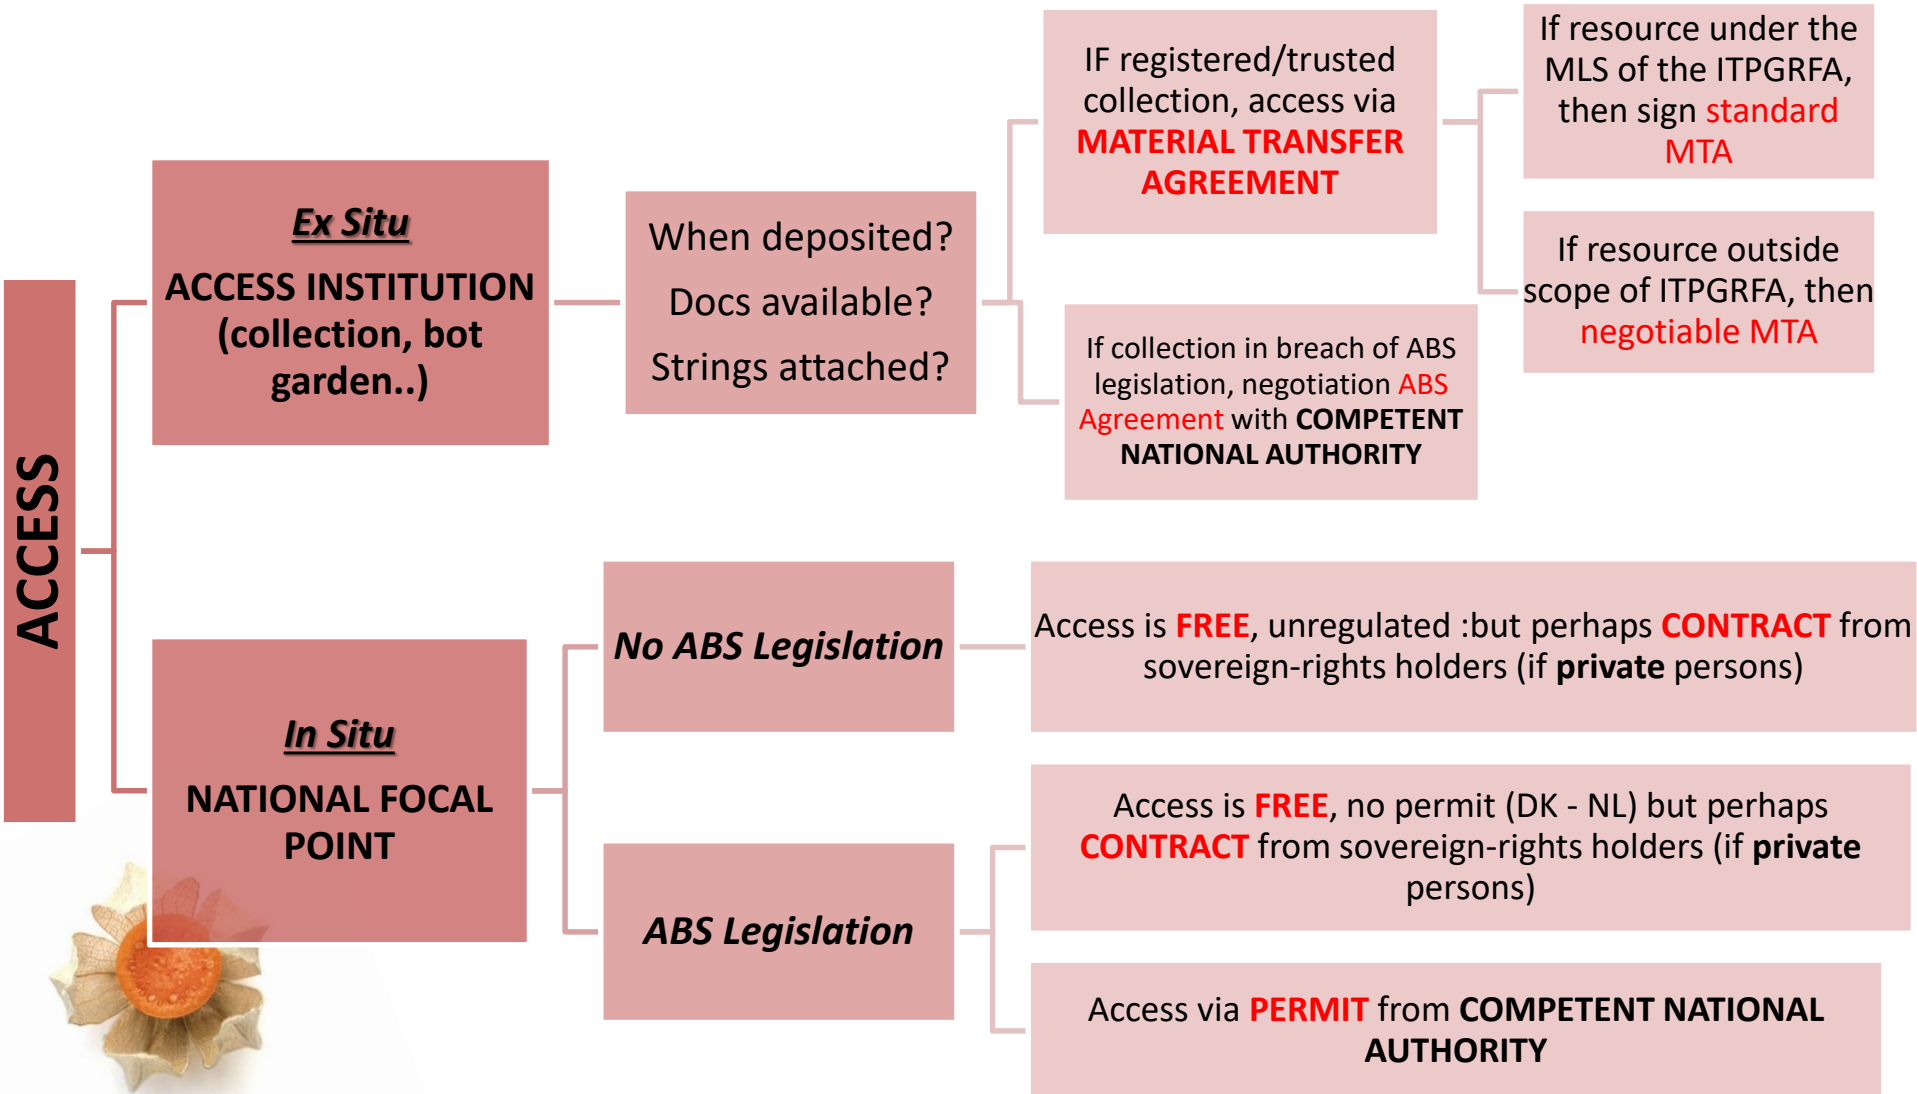 ACCESS
Ex Situ
ACCESS INSTITUTION
(collection, bot
garden..)
When deposited?
Docs available?
Strings attached?
IF registered/trusted
collection, access via
MATERIAL TRANSFER
AGREEMENT
If resource under the
MLS of the ITPGRFA,
then sign standard
MTA
If resource outside
scope of ITPGRFA, then
negotiable MTA
If collection in breach of ABS
legislation, negotiation ABS
Agreement with COMPETENT
NATIONAL AUTHORITY
In Situ
NATIONAL FOCAL
POINT
No ABS Legislation
Access is FREE, unregulated :but perhaps CONTRACT from
sovereign-rights holders (if private persons)
ABS Legislation
Access is FREE, no permit (DK - NL) but perhaps
CONTRACT from sovereign-rights holders (if private
persons)
Access via PERMIT from COMPETENT NATIONAL
AUTHORITY